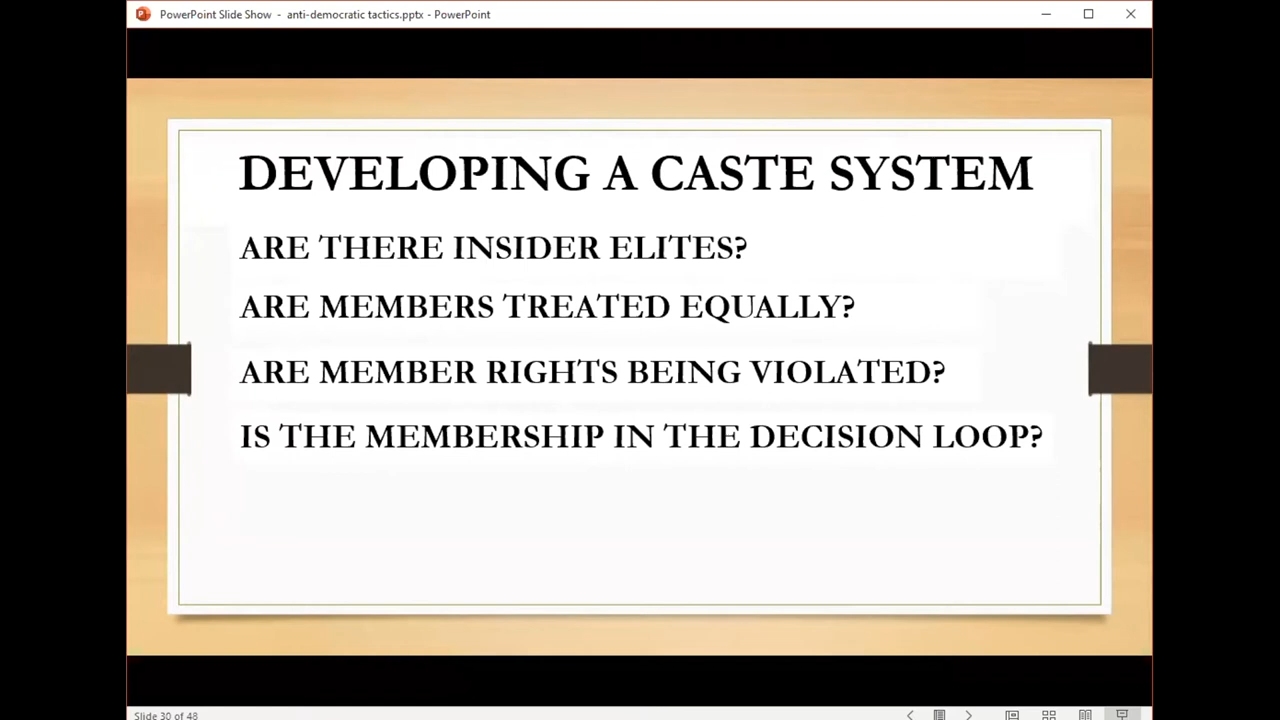 PowerPoint Slide Show - anti-democratic tactics.pptx - PowerPoint
DEVELOPING A CASTE SYSTEM
ARE THERE INSIDER ELITES?
ARE MEMBERS TREATED EQUALLY?
ARE MEMBER RIGHTS BEING VIOLATED?
IS THE MEMBERSHIP IN THE DECISION LOOP?
Slide 30 of 48